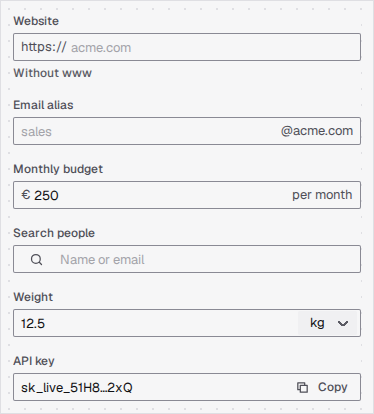 Website
https:// acme.com
Without www
Email alias
sales @acme.com
Monthly budget
€ 250 per month
Search people
Name or email
Weight
12.5 kg
API key
sk_live_51H8…2xQ Copy